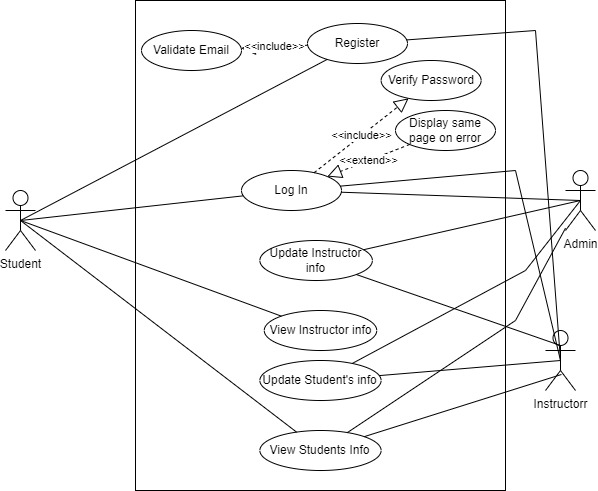 Register
Validate Email
<<include>>
Verify Password
Display same
page on error
<<include>>
<<extend>>
Log In
Student
Admin
Update Instructor
info
View Instructor info
Update Student's info
Instructorr
View Students Info